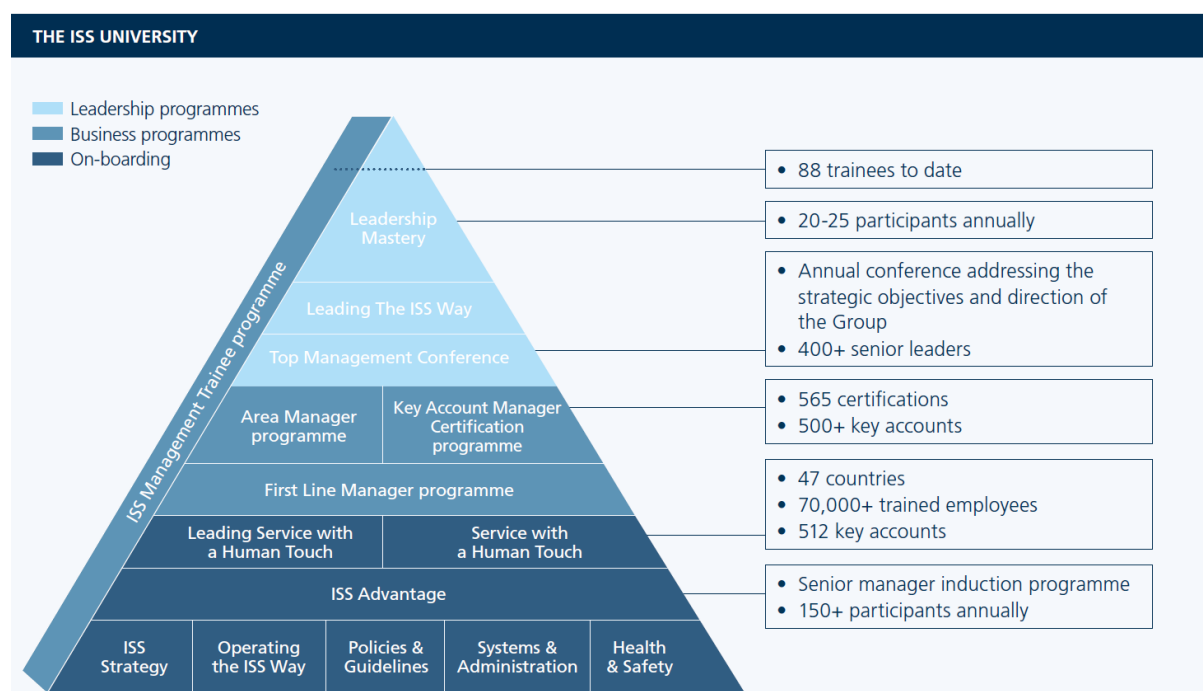 THE ISS UNIVERSITY
Leadership programmes
Business programmes
On-boarding
ISS Management Trainee programme
Leadership
Mastery
Leading The ISS Way
Top Management Conference
Area Manager
programme
Key Account Manager
Certification
programme
First Line Manager programme
Leading Service with
a Human Touch
Service with
a Human Touch
ISS Advantage
ISS
Strategy
Operating
the ISS Way
Policies &
Guidelines
Systems &
Administration
Health
& Safety
• 88 trainees to date
• 20-25 participants annually
• Annual conference addressing the
strategic objectives and direction of
the Group
• 400+ senior leaders
• 565 certifications
• 500+ key accounts
• 47 countries
• 70,000+ trained employees
• 512 key accounts
• Senior manager induction programme
• 150+ participants annually